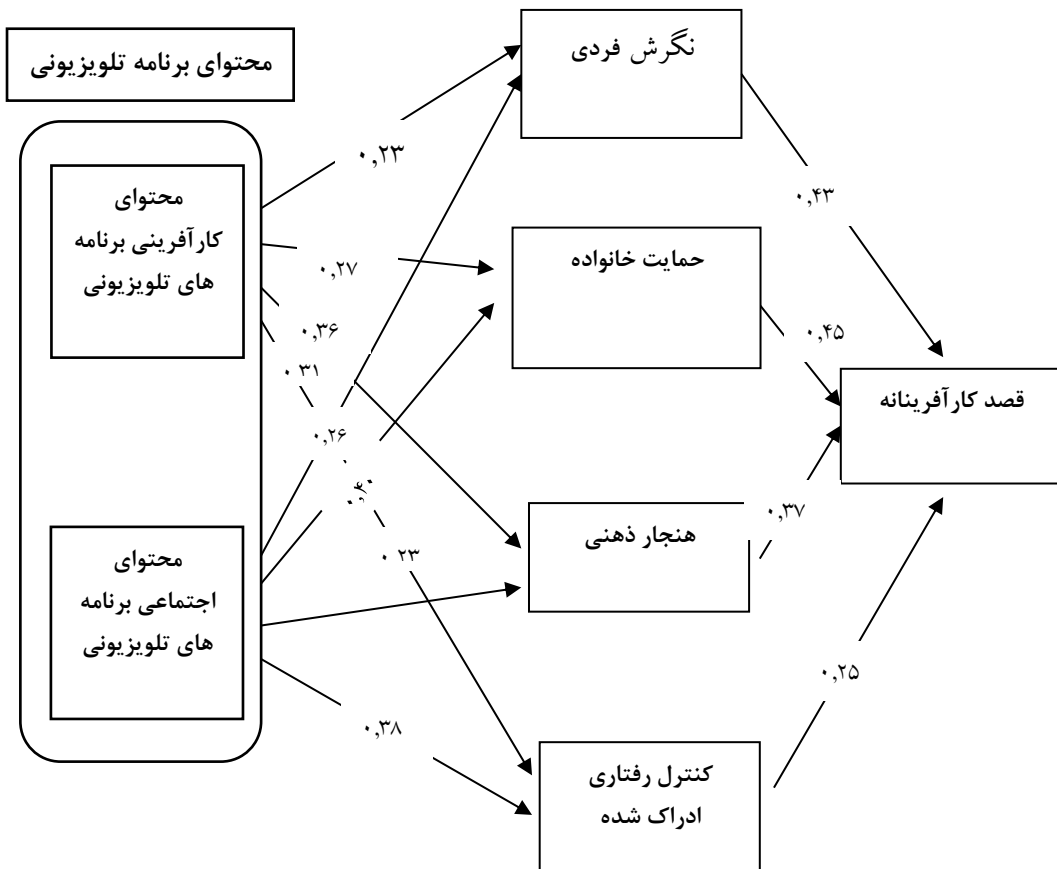 نگرش فردی
محتوای برنامه تلویزیونی
محتوای
کارآفرینی برنامه
های تلویزیونی
۰,۲۳
۰,۴۳
حمایت خانواده
۰,۲۷
۰,۳۶
۰,۳۱
۰,۴۵
قصد کارآفرینانه
۰,۲۶
۰,۴۰
۰,۳۷
هنجار ذهنی
محتوای
اجتماعی برنامه
های تلویزیونی
۰,۲۳
۰,۲۵
۰,۳۸
کنترل رفتاری
ادراک شده